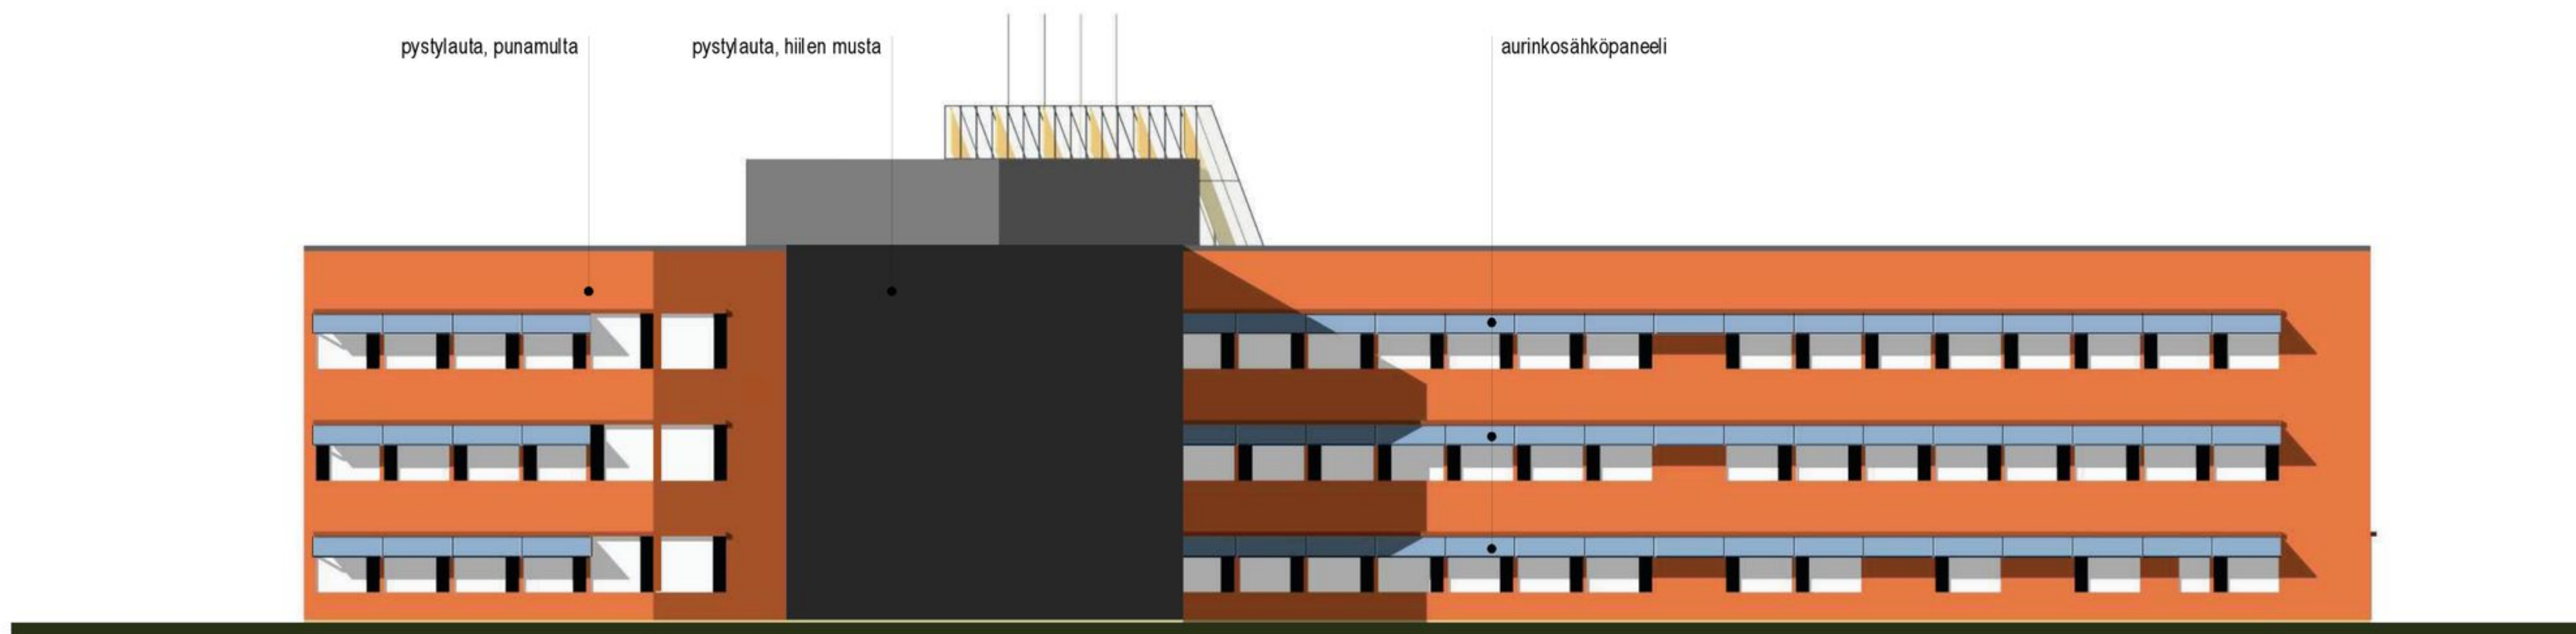 pystylauta, punamulta
pystylauta, hiilen musta
aurinkosähköpaneeli